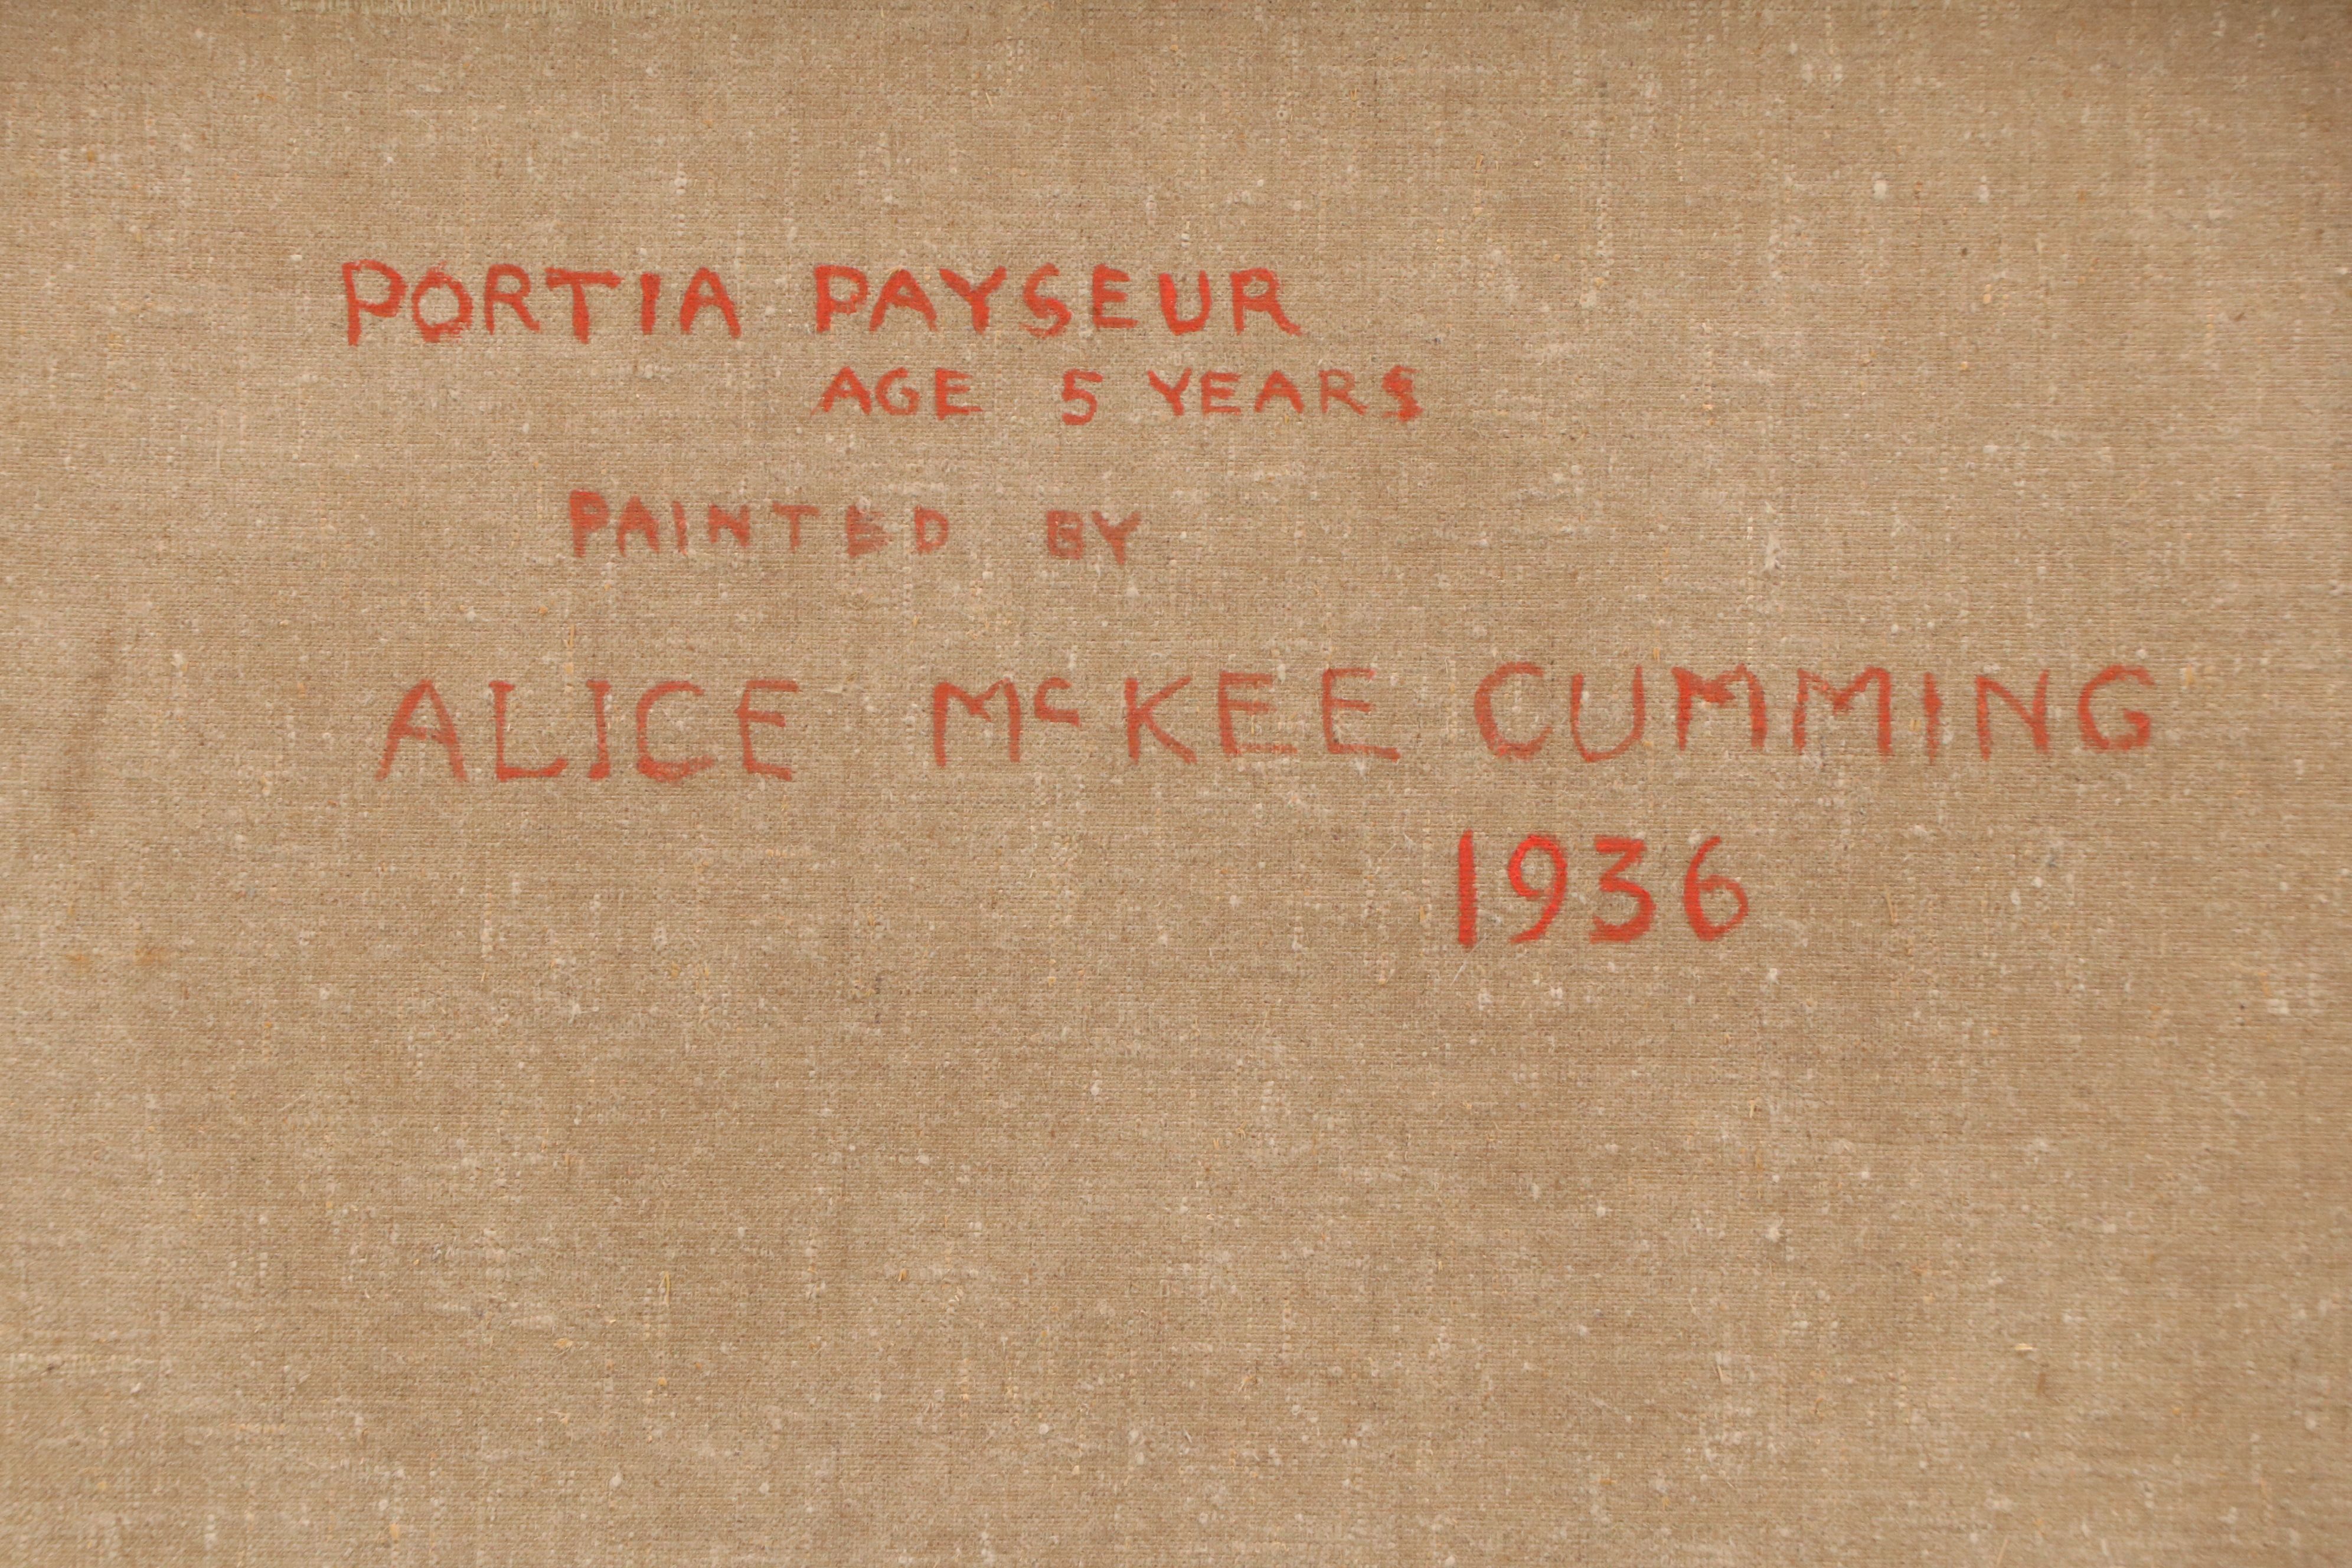 PORTIA PAYSEUR
AGE 5 YEARS
PAINTED BY
ALICE McKEE CUMMING
1936